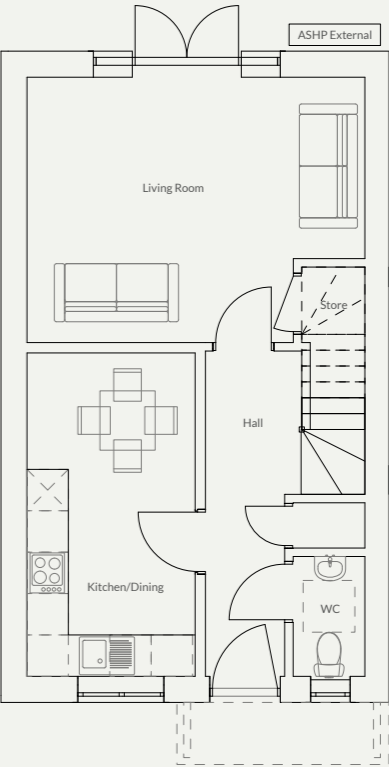 ASHP External
Living Room
Store
Hall
Kitchen/Dining
WC